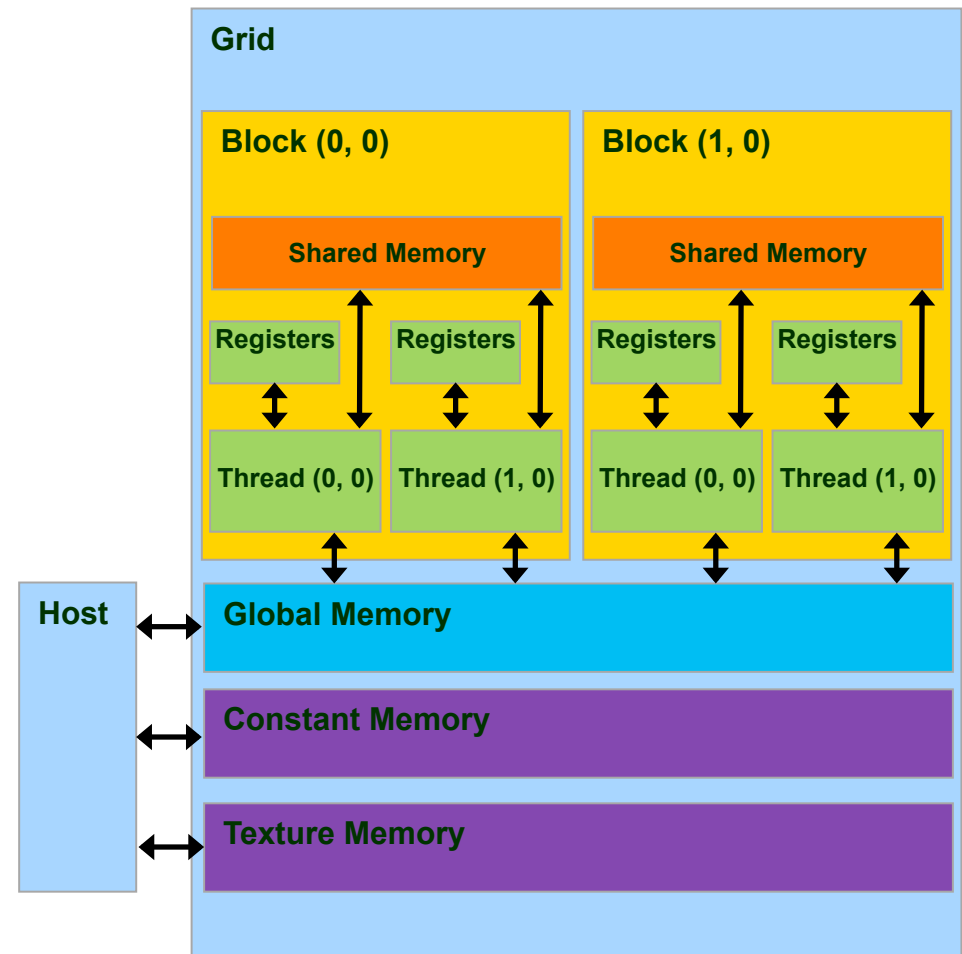 Grid
Block (0, 0)
Block (1, 0)
Shared Memory
Shared Memory
Registers
Registers
Registers
Registers
Thread (0, 0)
Thread (1, 0)
Thread (0, 0)
Thread (1, 0)
Host
Global Memory
Constant Memory
Texture Memory